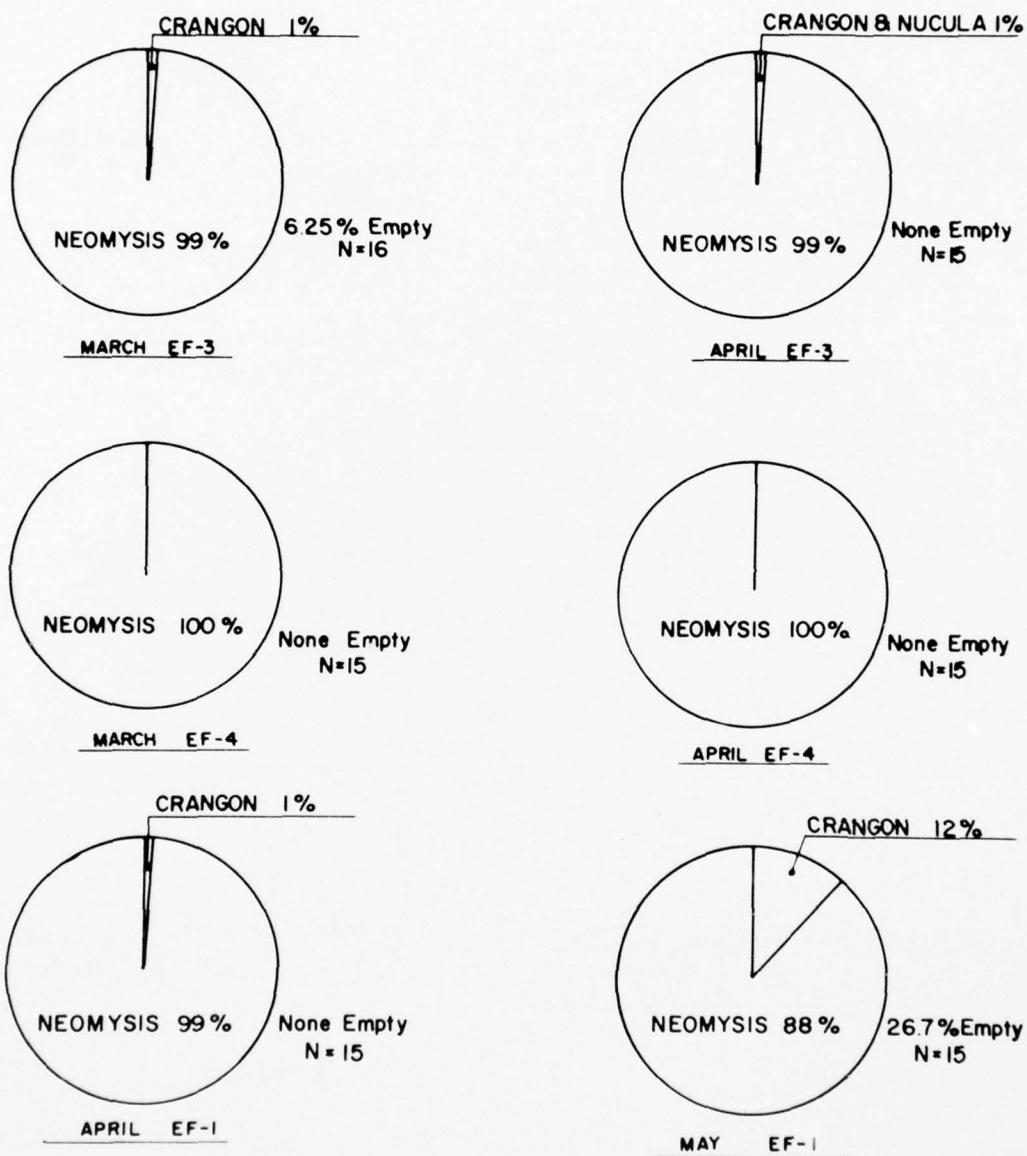 CRANGON 1%
NEOMYSIS 99%
6.25% Empty
N=16
MARCH EF-3
CRANGON & NUCULA 1%
NEOMYSIS 99%
None Empty
N=15
APRIL EF-3
NEOMYSIS 100%
None Empty
N=15
MARCH EF-4
NEOMYSIS 100%
None Empty
N=15
APRIL EF-4
CRANGON 1%
NEOMYSIS 99%
None Empty
N=15
APRIL EF-1
CRANGON 12%
NEOMYSIS 88%
26.7% Empty
N=15
MAY EF-1